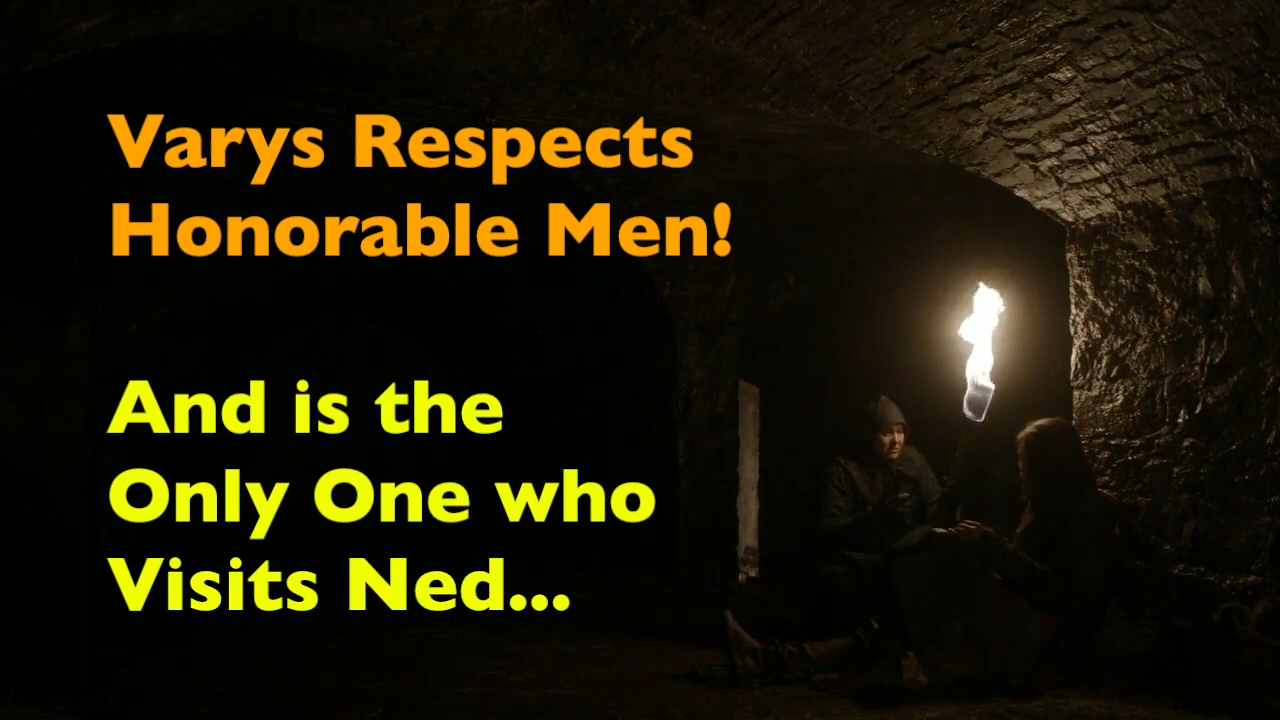 Varys Respects
Honorable Men!
And is the
Only One who
Visits Ned...